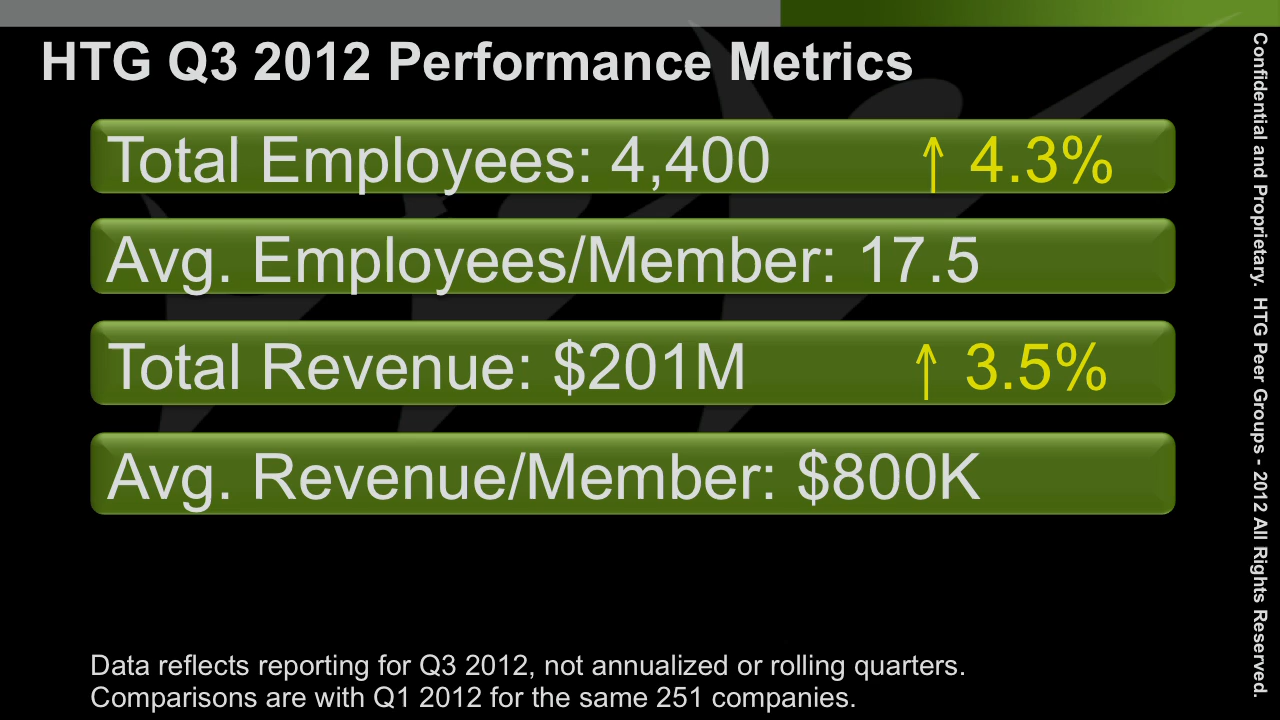 HTG Q3 2012 Performance Metrics
Total Employees: 4,400 ↑ 4.3%
Avg. Employees/Member: 17.5
Total Revenue: $201M ↑ 3.5%
Avg. Revenue/Member: $800K
Data reflects reporting for Q3 2012, not annualized or rolling quarters.
Comparisons are with Q1 2012 for the same 251 companies.
Confidential and Proprietary. HTG Peer Groups - 2012 All Rights Reserved.